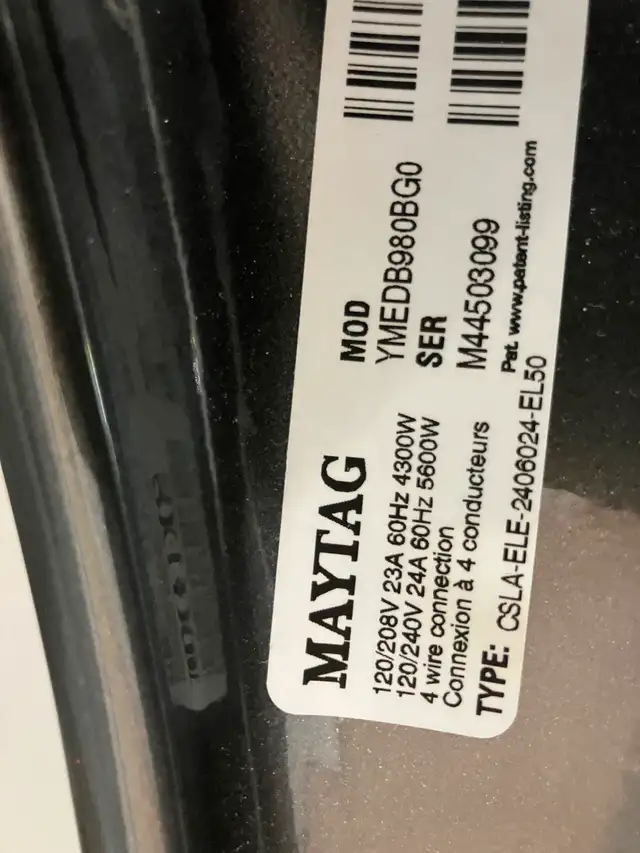 MAYTAG
120/208V 23A 60Hz 4300W
120/240V 24A 60Hz 5600W
4 wire connection
Connexion à 4 conducteurs
TYPE: CSLA-ELE-2406024-EL50
MOD
YMEDB980BG0
SER
M44503099
Pat. www.patent-listing.com